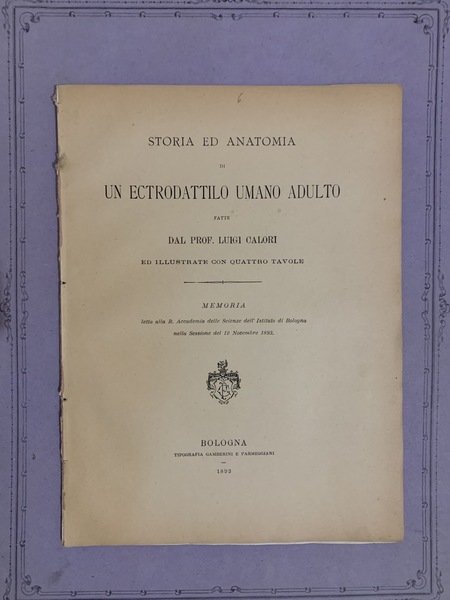 6
STORIA ED ANATOMIA
DI
UN ECTRODATTILO UMANO ADULTO
FATTE
DAL PROF. LUIGI CALORI
ED ILLUSTRATE CON QUATTRO TAVOLE
MEMORIA
letta alla R. Accademia delle Scienze dell' Istituto di Bologna
nella Sessione del 12 Novembre 1893.
BOLOGNA
TIPOGRAFIA GAMBERINI E PARMEGGIANI
1893